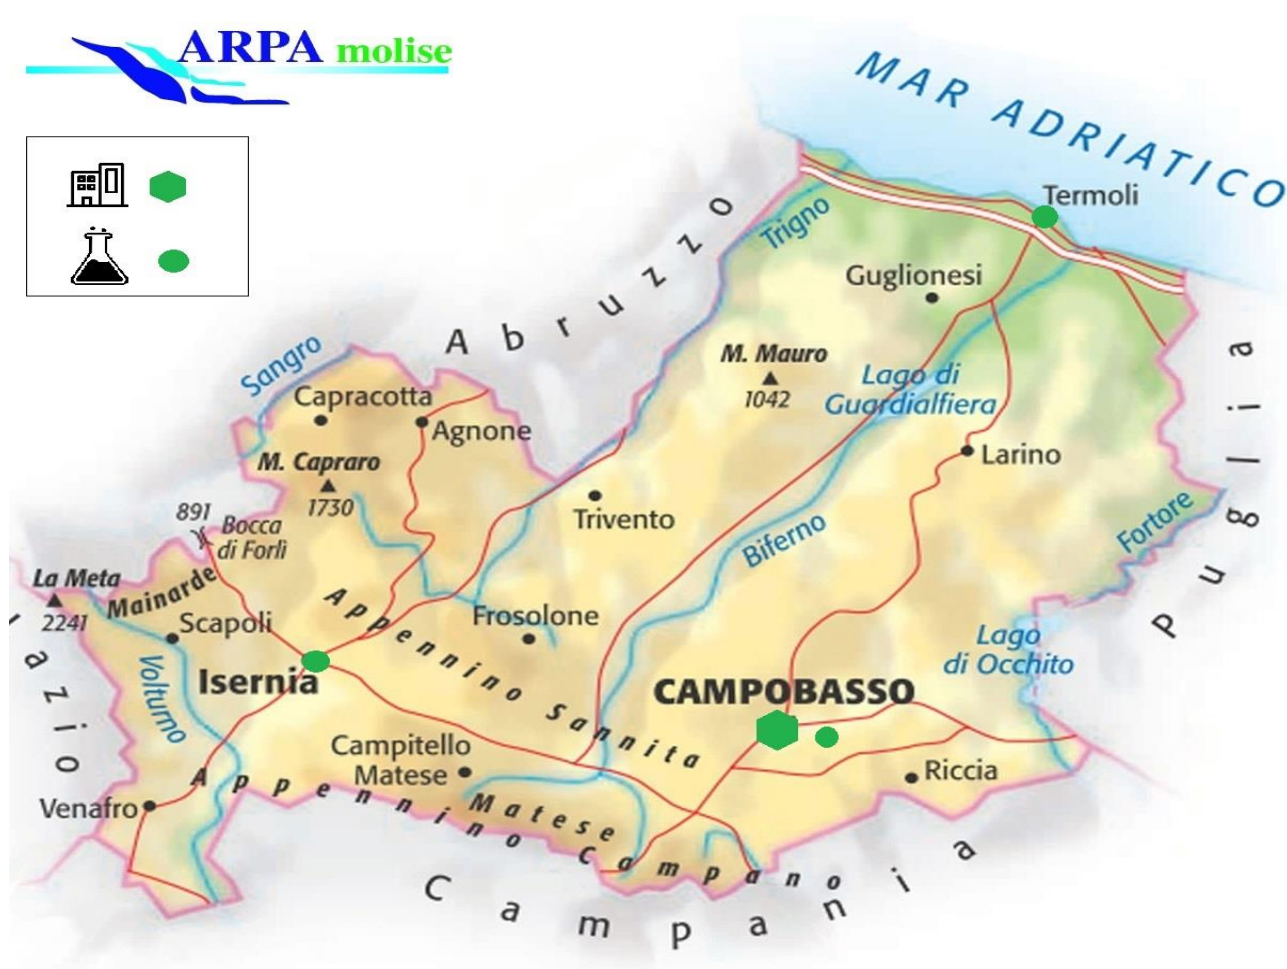 ARPA molise
MAR ADRIATICO
Termoli
Trigno
Abruzzo
Guglionesi
M. Mauro
1042
Lago di
Guardialfiera
Sangro
Capracotta
Agnone
M. Capraro
1730
Larino
Puglia
Trivento
Fortore
891
Bocca
di Forlì
Biferno
La Meta
2241
Mainarde
Scapoli
Appennino Sannita
Frosolone
Lago
di Occhito
Lazio
Volturno
Isernia
CAMPOBASSO
Campitello
Matese
Riccia
Venafro
Matese
Appennino Campano
Campania